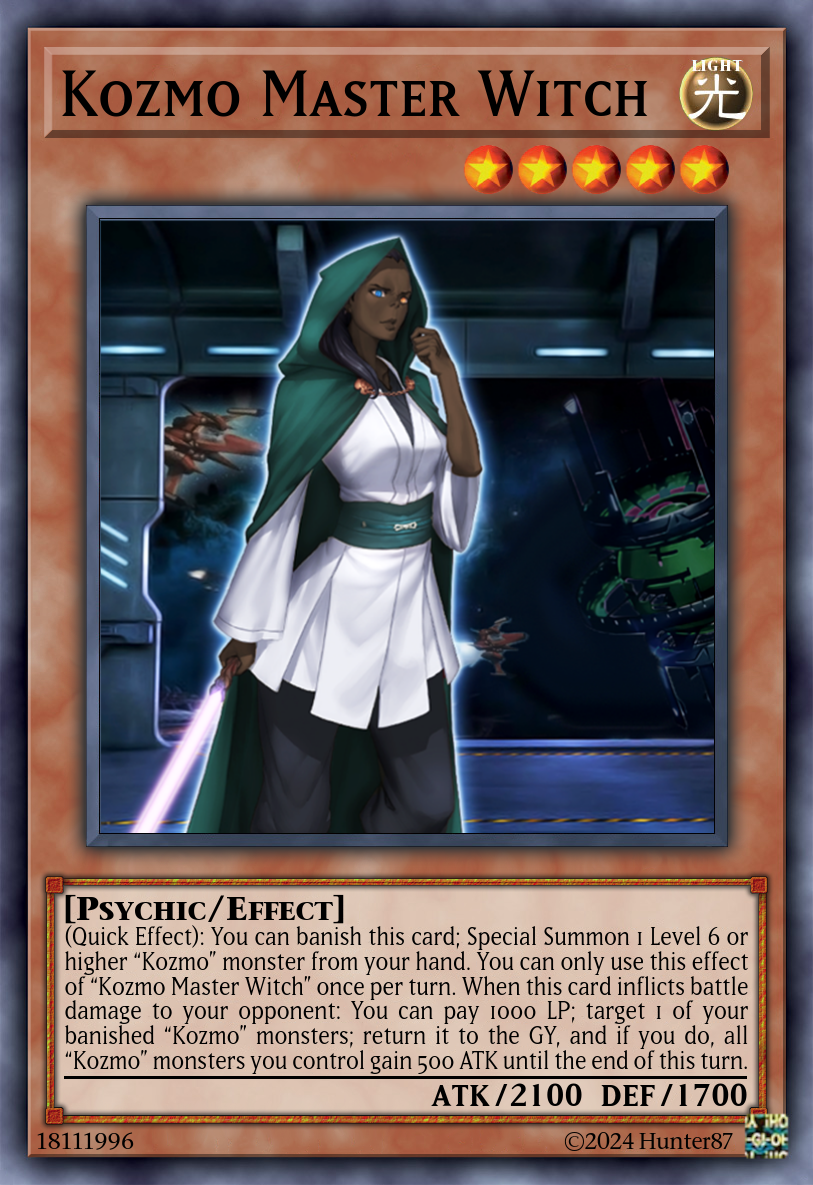 Kozmo Master Witch
LIGHT
光
[Psychic/Effect]
(Quick Effect): You can banish this card; Special Summon 1 Level 6 or
higher “Kozmo” monster from your hand. You can only use this effect
of “Kozmo Master Witch” once per turn. When this card inflicts battle
damage to your opponent: You can pay 1000 LP; target 1 of your
banished “Kozmo” monsters; return it to the GY, and if you do, all
“Kozmo” monsters you control gain 500 ATK until the end of this turn.
ATK/2100 DEF/1700
18111996
©2024 Hunter87